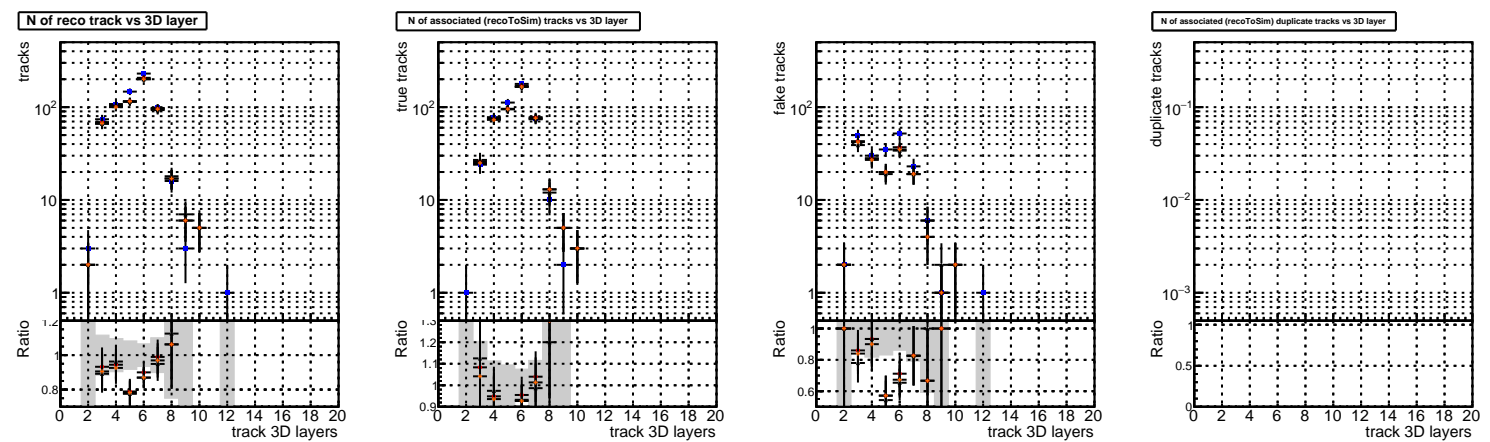 N of reco track vs 3D layer
tracks
10²
10
1
1.2
1
0.8
Ratio
0 2 4 6 8 10 12 14 16 18 20
track 3D layers
N of associated (recoToSim) tracks vs 3D layer
true tracks
10²
10
1
1.3
1.2
1.1
1
0.9
Ratio
0 2 4 6 8 10 12 14 16 18 20
track 3D layers
fake tracks
10²
10
1
1
0.8
0.6
Ratio
0 2 4 6 8 10 12 14 16 18 20
track 3D layers
N of associated (recoToSim) duplicate tracks vs 3D layer
duplicate tracks
10⁻¹
10⁻²
10⁻³
1
0.5
0
Ratio
0 2 4 6 8 10 12 14 16 18 20
track 3D layers